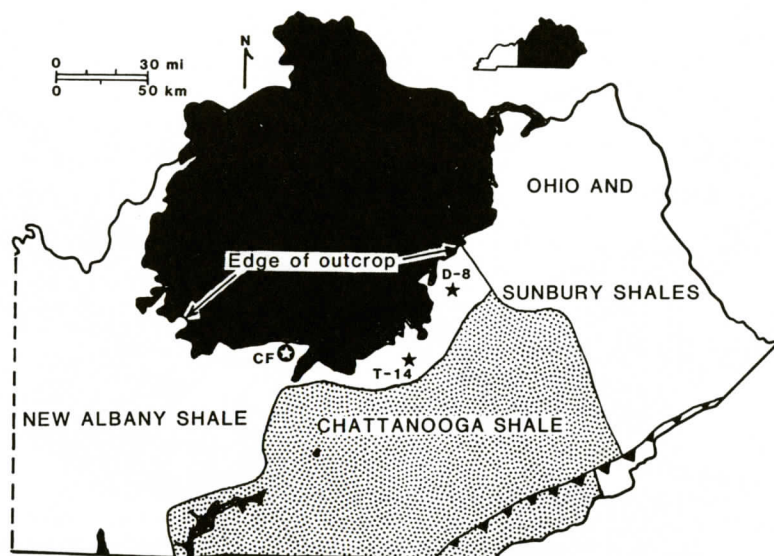 N
30 mi
0
0
50 km
OHIO AND
Edge of outcrop
D-8
SUNBURY SHALES
CF
T-14
NEW ALBANY SHALE
CHATTANOOGA SHALE